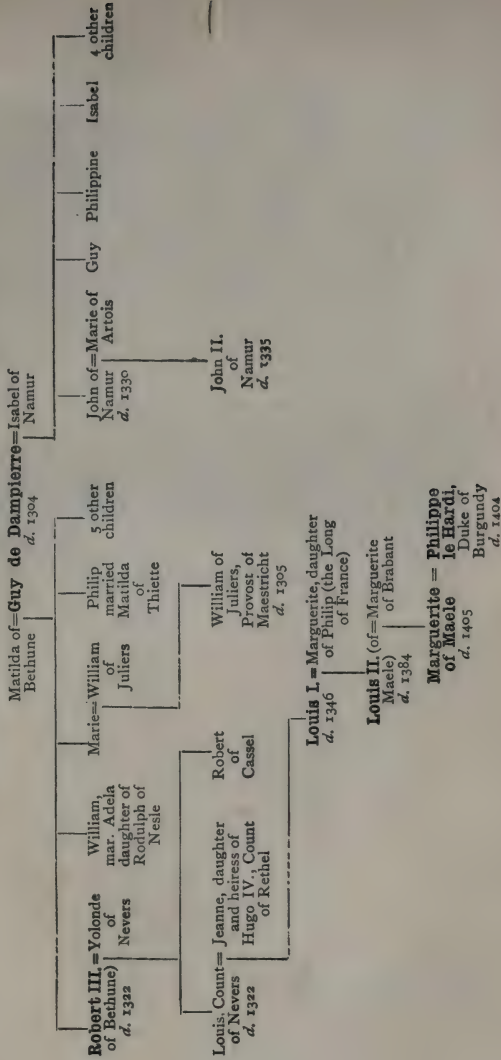 Matilda of=Guy de Dampierre=Isabel of
Bethune
d. 1304
Namur
Robert III.=Yolonde
(of Bethune) of
d. 1322
Nevers
William,
mar. Adela
daughter of
Rodulph of
Nesle
Marie=William
of
Juliers
Philip
married
Matilda
of
Thiette
5 other
children
John of=Marie of
Namur
Artois
d. 1330
Guy
Philippine
Isabel
4 other
children
Louis, Count=Jeanne, daughter
of Nevers
and heiress of
d. 1322
Hugo IV., Count
of Rethel
Robert
of
Cassel
William of
Juliers,
Provost of
Maestricht
d. 1305
John II.
of
Namur
d. 1335
Louis I.=Marguerite, daughter
d. 1346
of Philip (the Long
of France)
Louis II. (of=Marguerite
Maele)
of Brabant
d. 1384
Marguerite = Philippe
of Maele
le Hardi,
d. 1405
Duke of
Burgundy
d. 1404